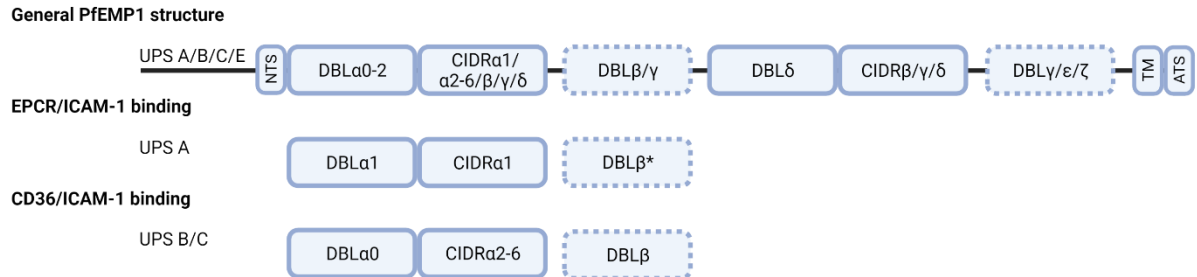 General PfEMP1 structure
UPS A/B/C/E
NTS
DBLα0-2
CIDRα1/
α2-6/β/γ/δ
DBLβ/γ
DBLδ
CIDRβ/γ/δ
DBLγ/ε/ζ
TM
ATS
EPCR/ICAM-1 binding
UPS A
DBLα1
CIDRα1
DBLβ*
CD36/ICAM-1 binding
UPS B/C
DBLα0
CIDRα2-6
DBLβ